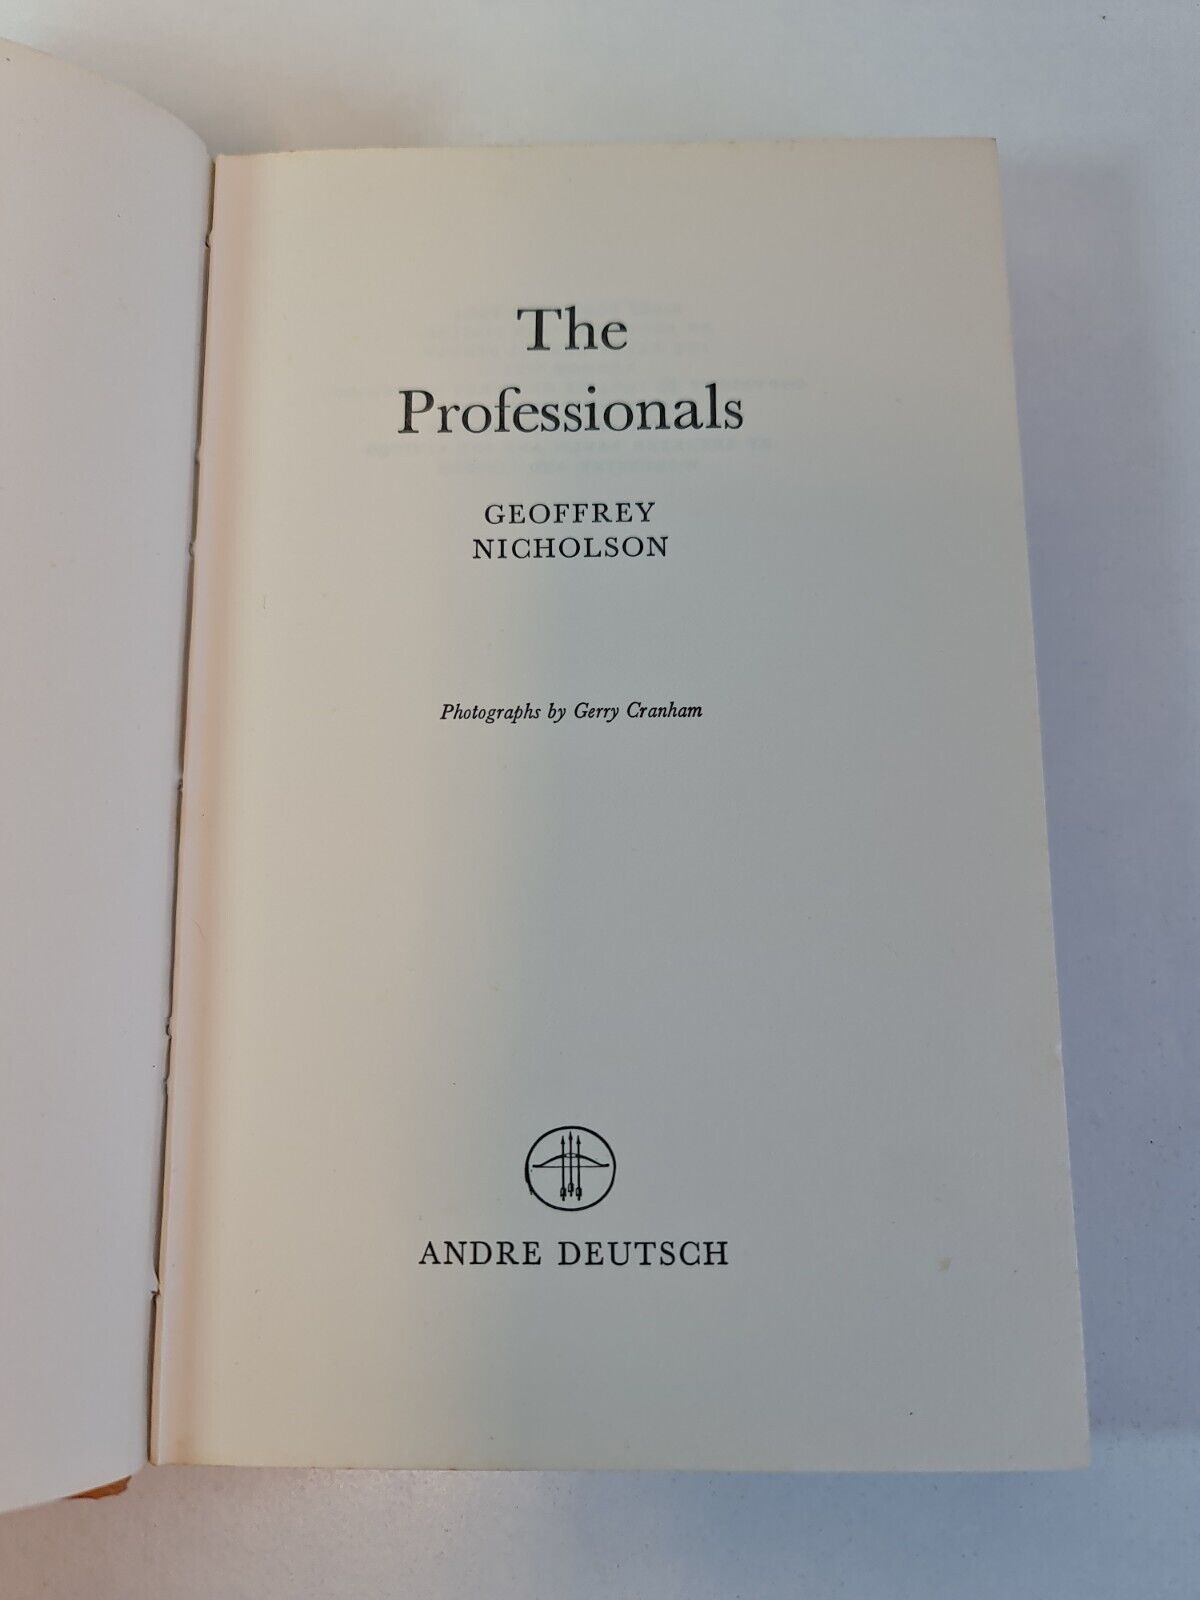 The
Professionals
GEOFFREY
NICHOLSON
Photographs by Gerry Cranham
ANDRE DEUTSCH